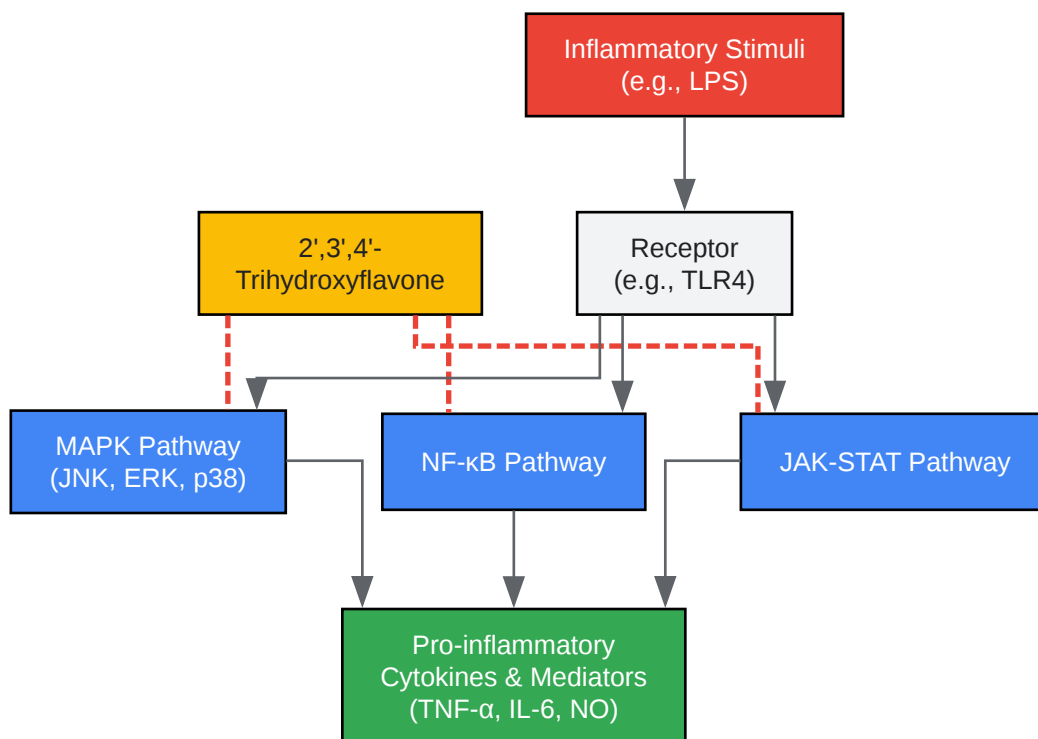 Inflammatory Stimuli
(e.g., LPS)
2',3',4'-
Trihydroxyflavone
Receptor
(e.g., TLR4)
MAPK Pathway
(JNK, ERK, p38)
NF-κB Pathway
JAK-STAT Pathway
Pro-inflammatory
Cytokines & Mediators
(TNF-α, IL-6, NO)